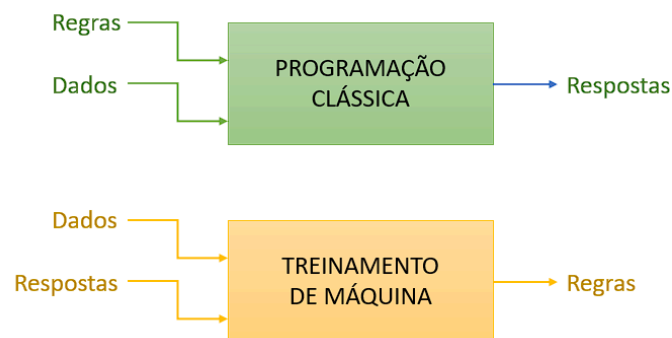 Regras
Dados
PROGRAMAÇÃO
CLÁSSICA
Respostas
Dados
Respostas
TREINAMENTO
DE MÁQUINA
Regras